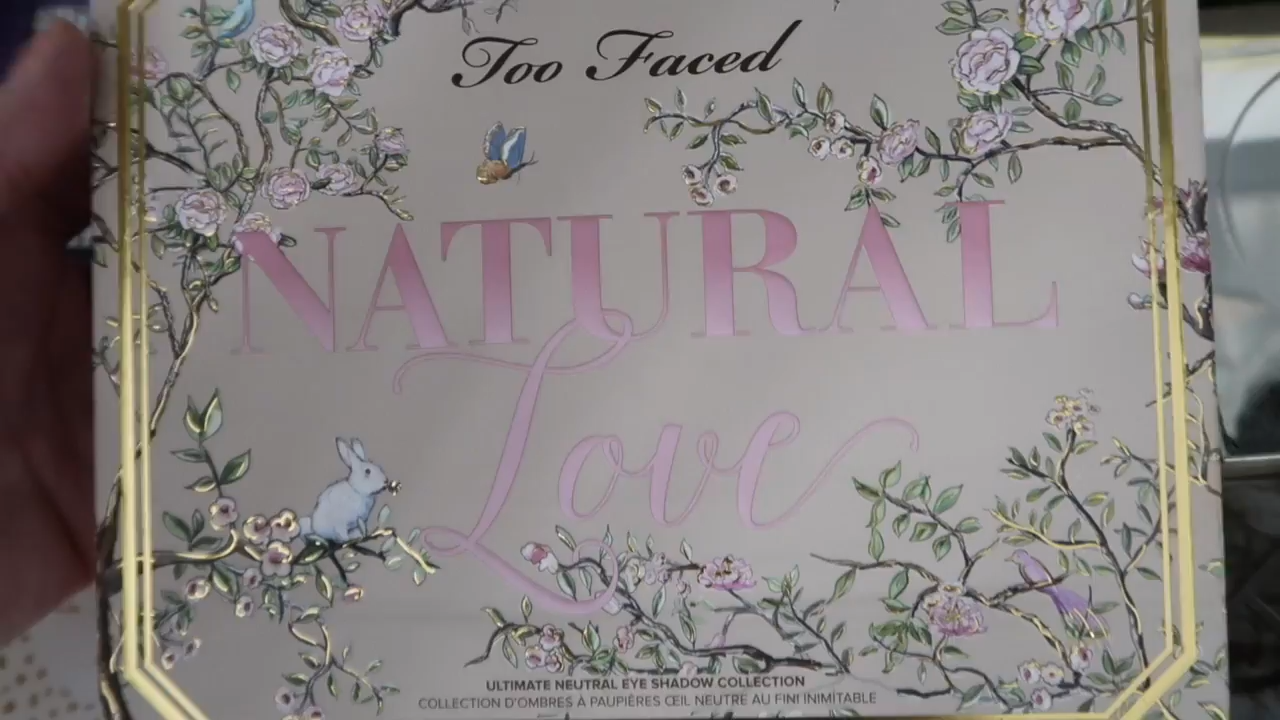 Too Faced
NATURAL
Love
ULTIMATE NEUTRAL EYE SHADOW COLLECTION
COLLECTION D'OMBRES À PAUPIÈRES ŒIL NEUTRE AU FINI INIMITABLE